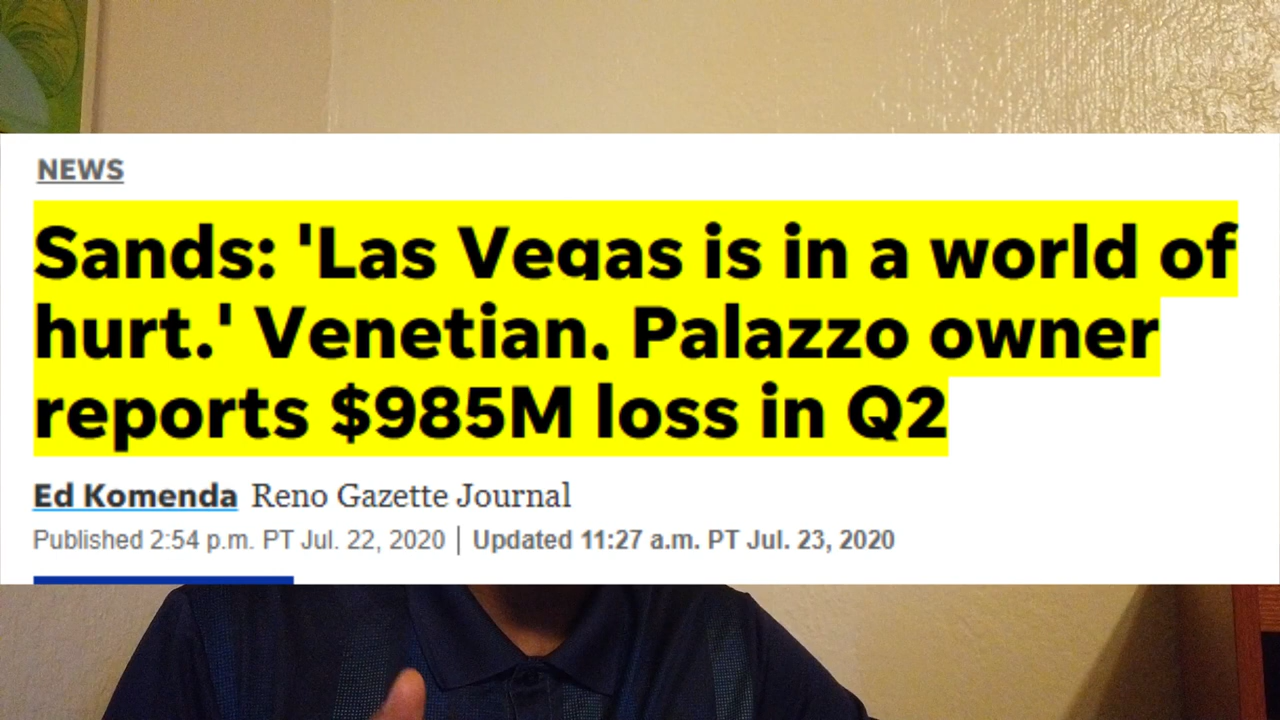 NEWS
Sands: 'Las Vegas is in a world of
hurt.' Venetian, Palazzo owner
reports $985M loss in Q2
Ed Komenda Reno Gazette Journal
Published 2:54 p.m. PT Jul. 22, 2020 | Updated 11:27 a.m. PT Jul. 23, 2020